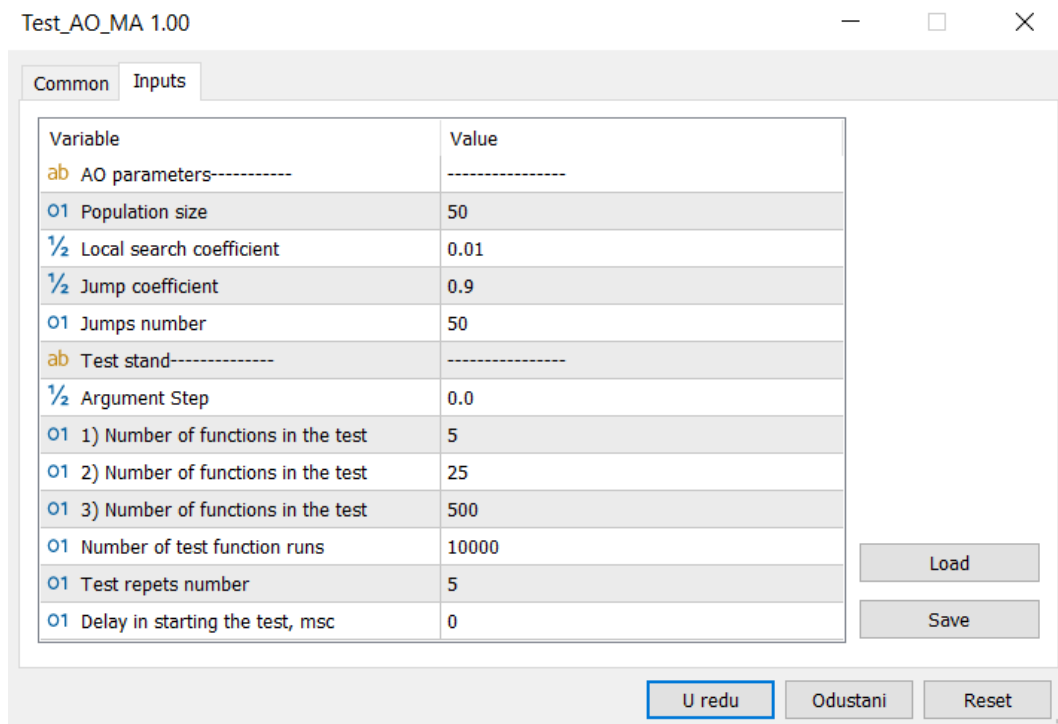 Test_AO_MA 1.00
Common Inputs
Variable Value
ab AO parameters----------- ----------------
01 Population size 50
½ Local search coefficient 0.01
½ Jump coefficient 0.9
01 Jumps number 50
ab Test stand-------------- ----------------
½ Argument Step 0.0
01 1) Number of functions in the test 5
01 2) Number of functions in the test 25
01 3) Number of functions in the test 500
01 Number of test function runs 10000
01 Test repets number 5
01 Delay in starting the test, msc 0
Load
Save
U redu Odustani Reset